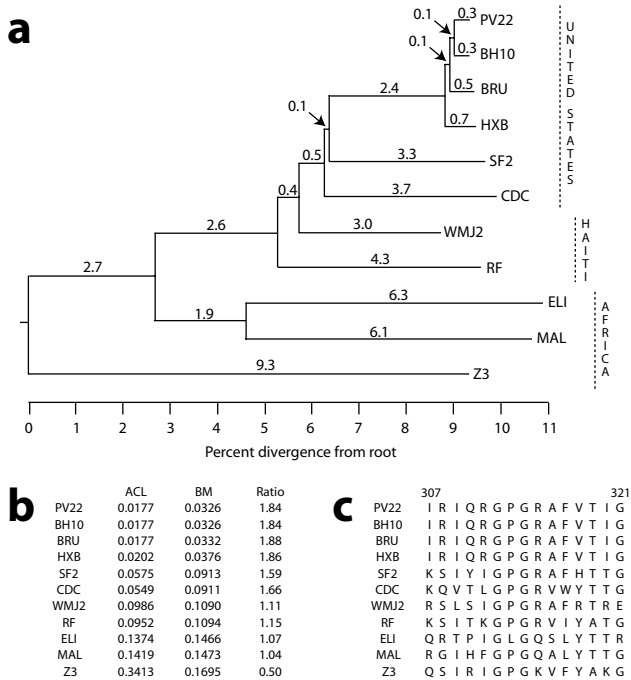 a
0.1
0.3
PV22
0.1
0.3
BH10
0.5
BRU
2.4
0.1
0.7
HXB
0.5
3.3
SF2
3.7
CDC
0.4
2.6
3.0
WMJ2
4.3
RF
2.7
6.3
ELI
1.9
6.1
MAL
9.3
Z3
UNITED STATES
HAITI
AFRICA
0 1 2 3 4 5 6 7 8 9 10 11
Percent divergence from root
b
ACL BM Ratio
PV22 0.0177 0.0326 1.84
BH10 0.0177 0.0326 1.84
BRU 0.0177 0.0332 1.88
HXB 0.0202 0.0376 1.86
SF2 0.0575 0.0913 1.59
CDC 0.0549 0.0911 1.66
WMJ2 0.0986 0.1090 1.11
RF 0.0952 0.1094 1.15
ELI 0.1374 0.1466 1.07
MAL 0.1419 0.1473 1.04
Z3 0.3413 0.1695 0.50
c
307 321
PV22 I R I Q R G P G R A F V T I G
BH10 I R I Q R G P G R A F V T I G
BRU I R I Q R G P G R A F V T I G
HXB I R I Q R G P G R A F V T I G
SF2 K S I Y I G P G R A F H T T G
CDC K Q V T L G P G R V W Y T T G
WMJ2 R S L S I G P G R A F R T R E
RF K S I T K G P G R V I Y A T G
ELI Q R T P I G L G Q S L Y T T R
MAL R G I H F G P G Q A L Y T T G
Z3 Q S I R I G P G K V F Y A K G